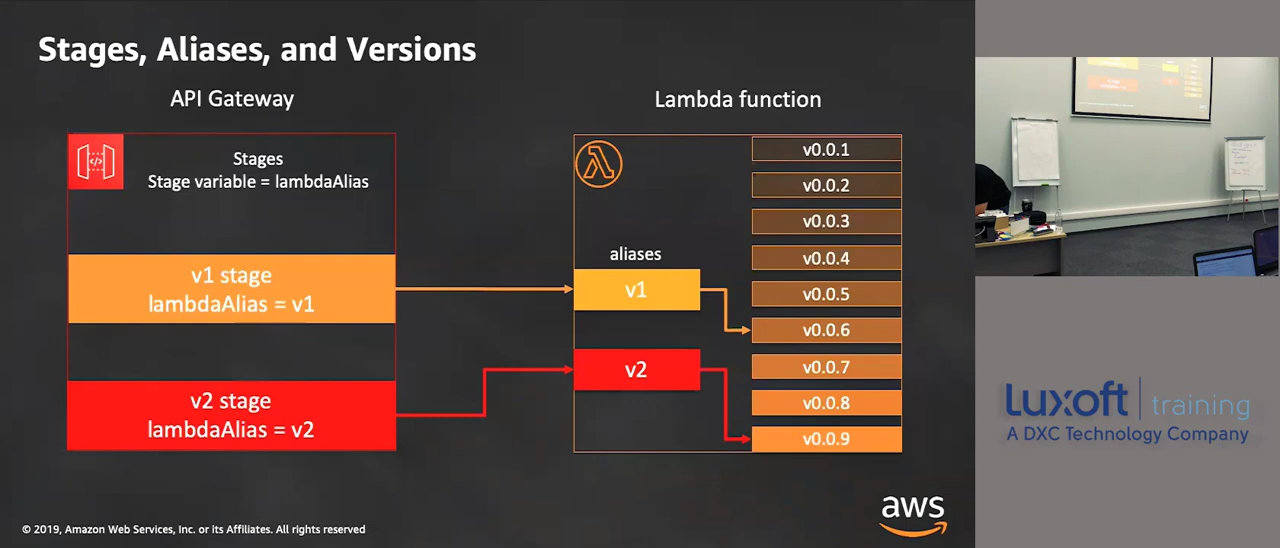 Stages, Aliases, and Versions
API Gateway
Stages
Stage variable = lambdaAlias
v1 stage
lambdaAlias = v1
v2 stage
lambdaAlias = v2
Lambda function
aliases
v1
v2
v0.0.1
v0.0.2
v0.0.3
v0.0.4
v0.0.5
v0.0.6
v0.0.7
v0.0.8
v0.0.9
© 2019, Amazon Web Services, Inc. or its Affiliates. All rights reserved
aws
luxoft training
A DXC Technology Company